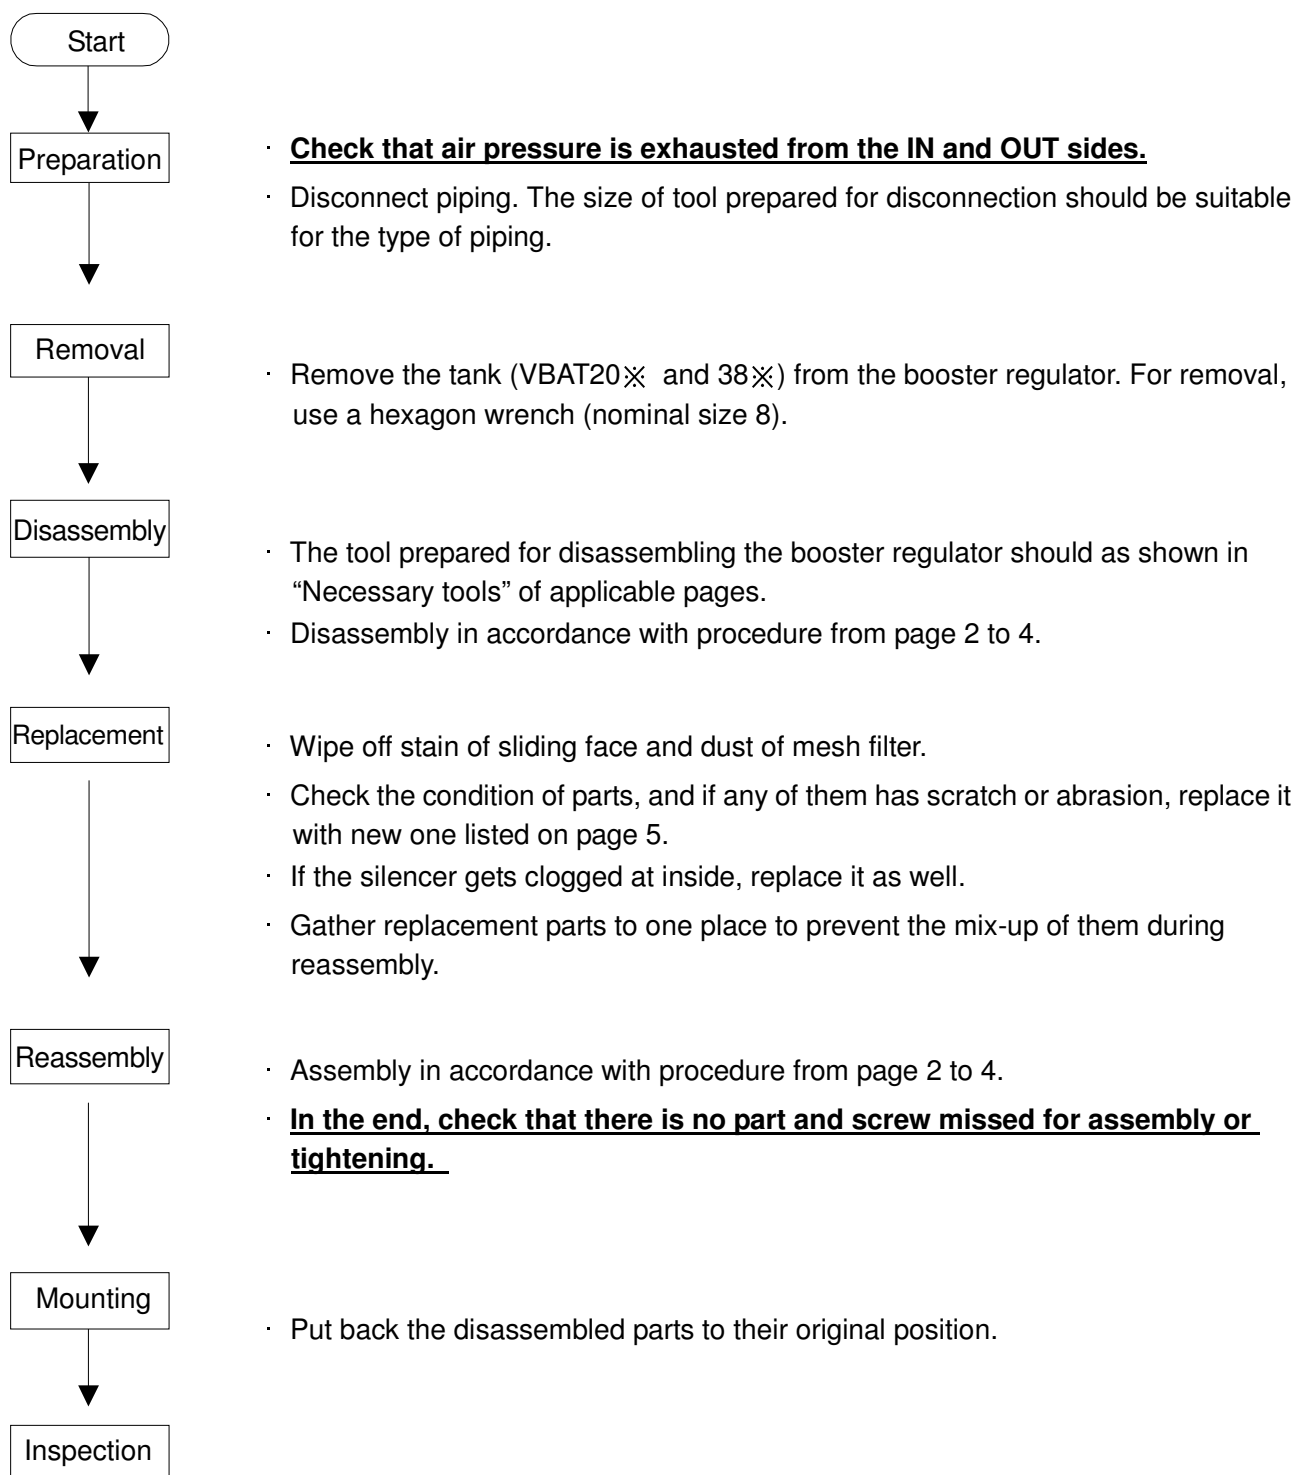 Start
Preparation
· Check that air pressure is exhausted from the IN and OUT sides.
· Disconnect piping. The size of tool prepared for disconnection should be suitable
for the type of piping.
Removal
· Remove the tank (VBAT20※ and 38※) from the booster regulator. For removal,
use a hexagon wrench (nominal size 8).
Disassembly
· The tool prepared for disassembling the booster regulator should as shown in
“Necessary tools” of applicable pages.
· Disassembly in accordance with procedure from page 2 to 4.
Replacement
· Wipe off stain of sliding face and dust of mesh filter.
· Check the condition of parts, and if any of them has scratch or abrasion, replace it
with new one listed on page 5.
· If the silencer gets clogged at inside, replace it as well.
· Gather replacement parts to one place to prevent the mix-up of them during
reassembly.
Reassembly
· Assembly in accordance with procedure from page 2 to 4.
· In the end, check that there is no part and screw missed for assembly or
tightening.
Mounting
· Put back the disassembled parts to their original position.
Inspection